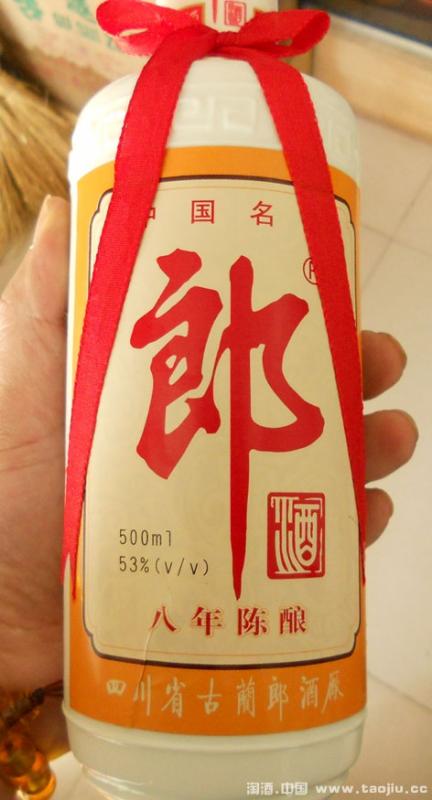 中国名
郎
®
酒
500ml
53%(v/v)
八年陈酿
四川省古蔺郎酒厰
淘酒.中国 www.taojiu.cc